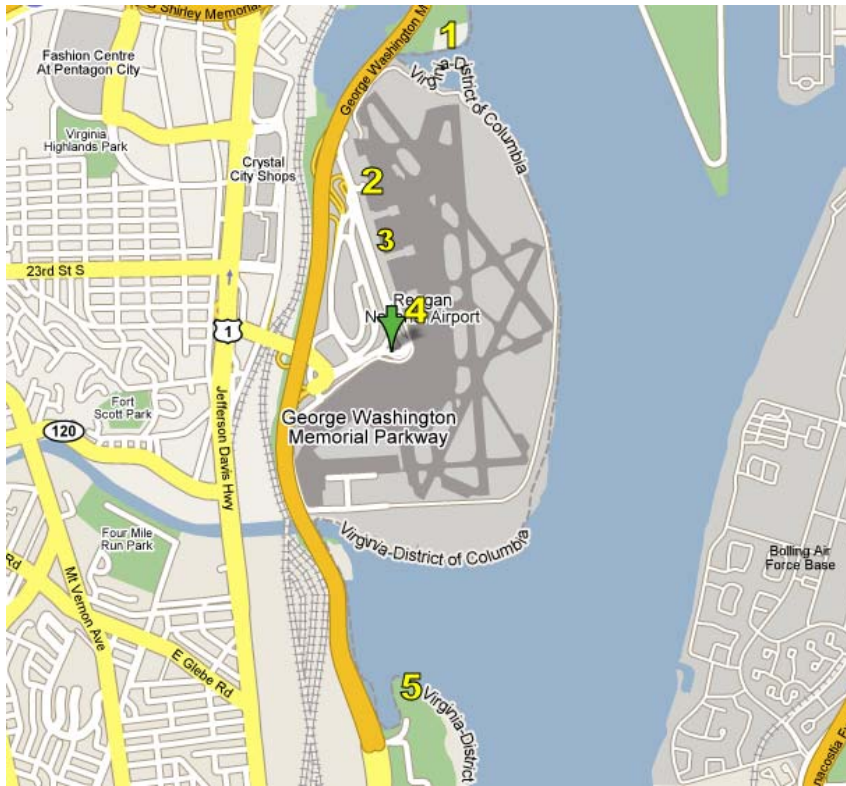 Shirley Memorial
George Washington M
1
Fashion Centre
At Pentagon City
Virginia-District of Columbia
Virginia
Highlands Park
Crystal
City Shops
2
3
23rd St S
4
Reagan
National Airport
1
Jefferson Davis Hwy
Fort
Scott Park
120
George Washington
Memorial Parkway
Four Mile
Run Park
Virginia-District of Columbia
Bolling Air
Force Base
Rd
Mt Vernon Ave
E Glebe Rd
5
Virginia-District